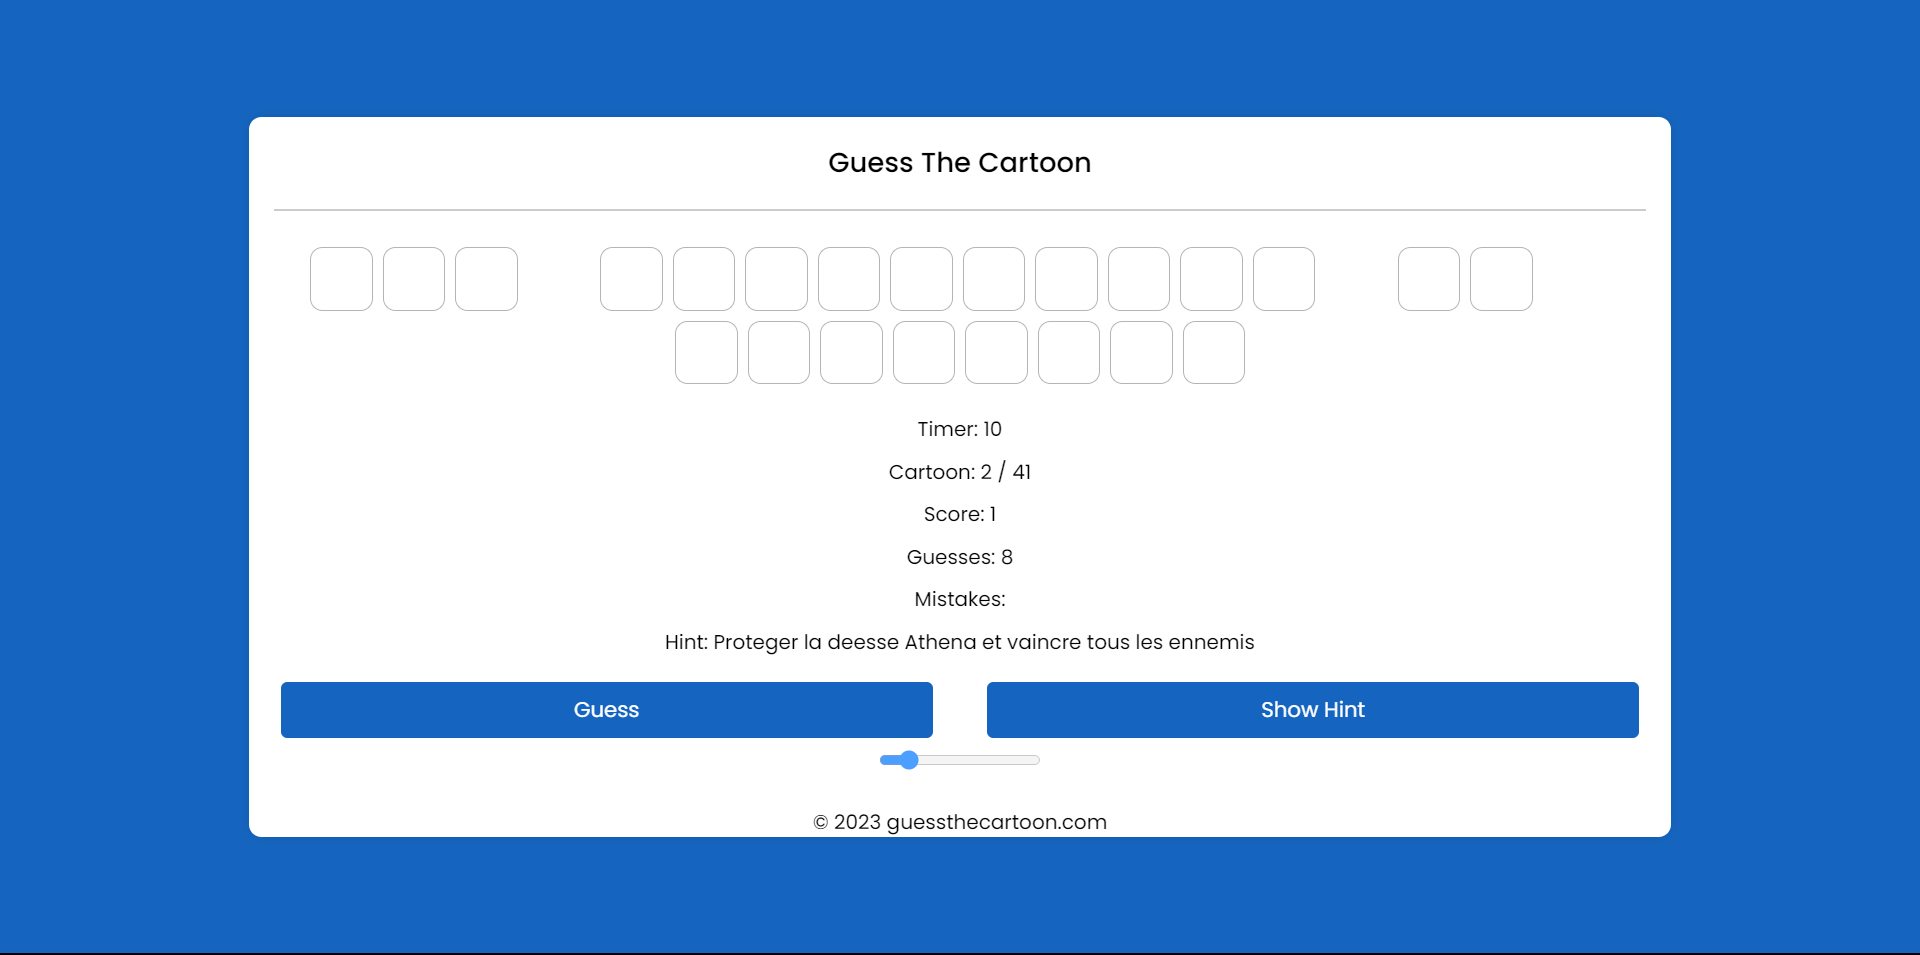 Guess The Cartoon
Timer: 10
Cartoon: 2 / 41
Score: 1
Guesses: 8
Mistakes:
Hint: Proteger la deesse Athena et vaincre tous les ennemis
Guess
Show Hint
© 2023 guessthecartoon.com